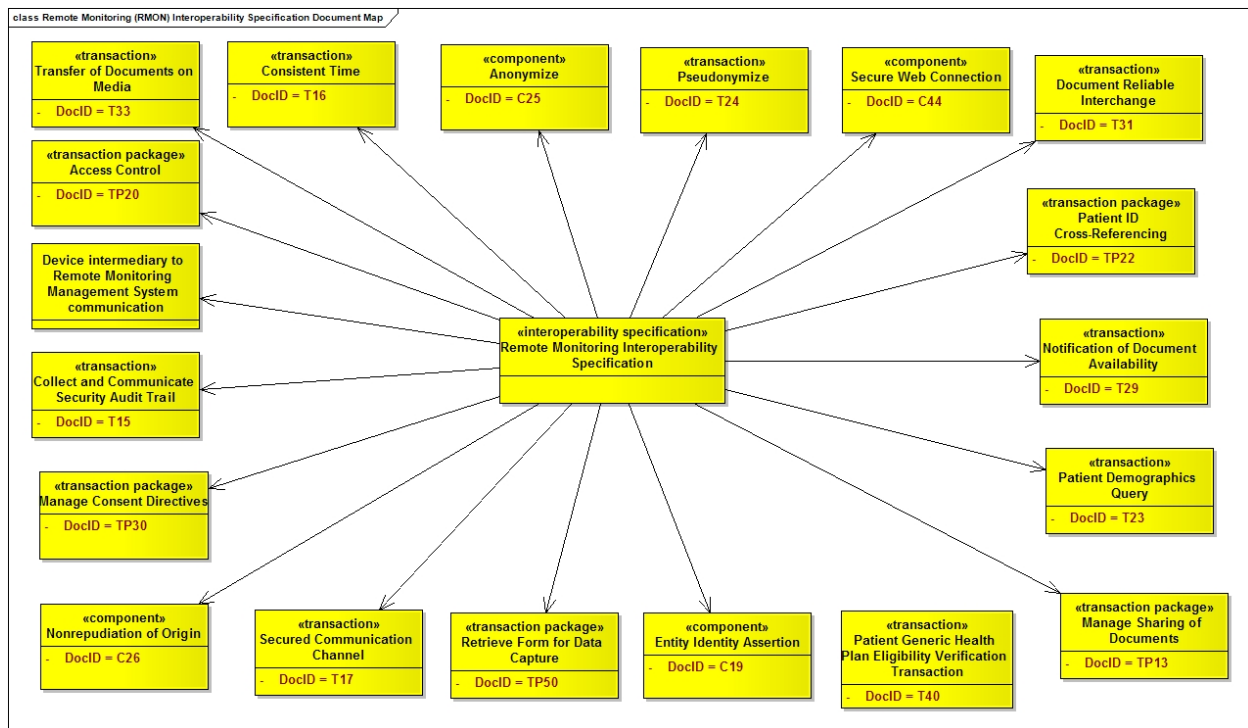 class Remote Monitoring (RMON) Interoperability Specification Document Map
«transaction»
Transfer of Documents on
Media
- DocID = T33
«transaction»
Consistent Time
- DocID = T16
«component»
Anonymize
- DocID = C25
«transaction»
Pseudonymize
- DocID = T24
«component»
Secure Web Connection
- DocID = C44
«transaction»
Document Reliable
Interchange
- DocID = T31
«transaction package»
Access Control
- DocID = TP20
«transaction package»
Patient ID
Cross-Referencing
- DocID = TP22
Device intermediary to
Remote Monitoring
Management System
communication
«interoperability specification»
Remote Monitoring Interoperability
Specification
«transaction»
Notification of Document
Availability
- DocID = T29
«transaction»
Collect and Communicate
Security Audit Trail
- DocID = T15
«transaction»
Patient Demographics
Query
- DocID = T23
«transaction package»
Manage Consent Directives
- DocID = TP30
«component»
Nonrepudiation of Origin
- DocID = C26
«transaction»
Secured Communication
Channel
- DocID = T17
«transaction package»
Retrieve Form for Data
Capture
- DocID = TP50
«component»
Entity Identity Assertion
- DocID = C19
«transaction»
Patient Generic Health
Plan Eligibility Verification
Transaction
- DocID = T40
«transaction package»
Manage Sharing of
Documents
- DocID = TP13